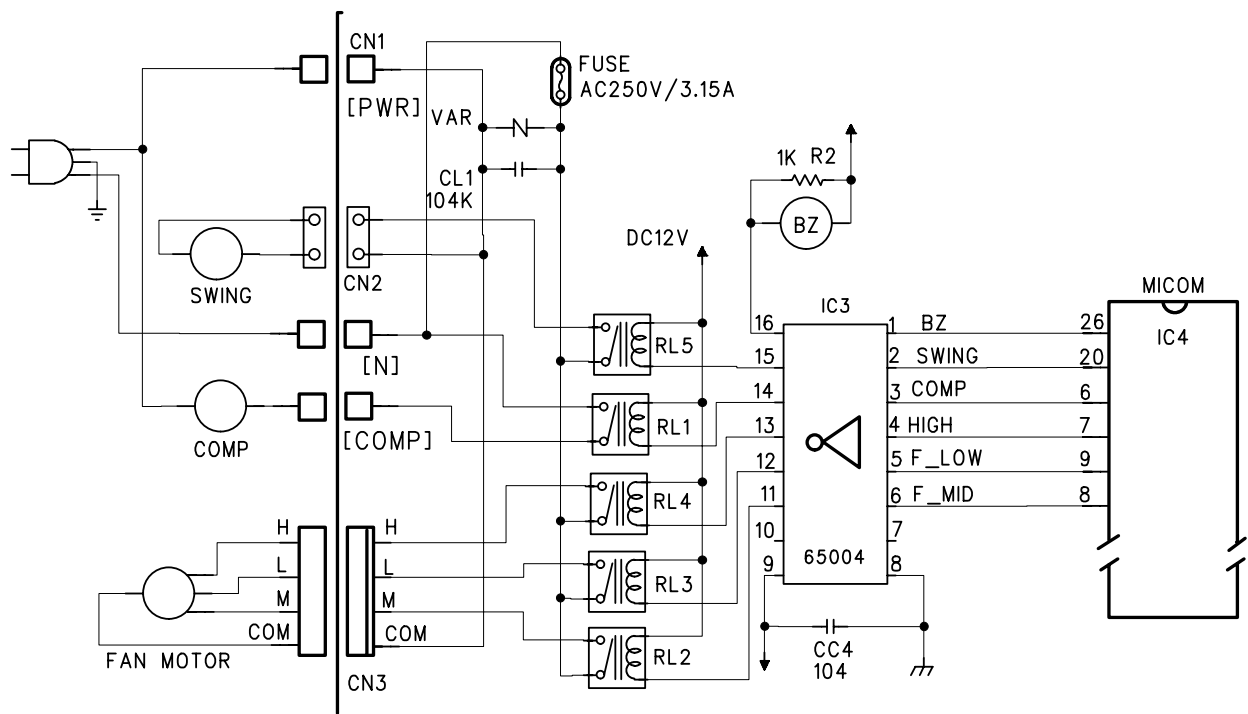 CN1
[PWR]
FUSE
AC250V/3.15A
VAR
CL1
104K
1K R2
BZ
DC12V
SWING
CN2
[N]
COMP
[COMP]
RL5
RL1
RL4
RL3
RL2
IC3
16
15
14
13
12
11
10
9
65004
1 BZ 26
2 SWING 20
3 COMP 6
4 HIGH 7
5 F_LOW 9
6 F_MID 8
7
8
MICOM
IC4
CC4
104
H
L
M
COM
FAN MOTOR
H
L
M
COM
CN3